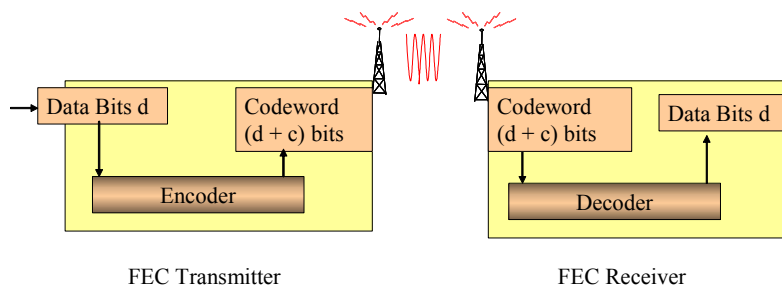 Data Bits d
Codeword
(d + c) bits
Encoder
FEC Transmitter
Codeword
(d + c) bits
Data Bits d
Decoder
FEC Receiver